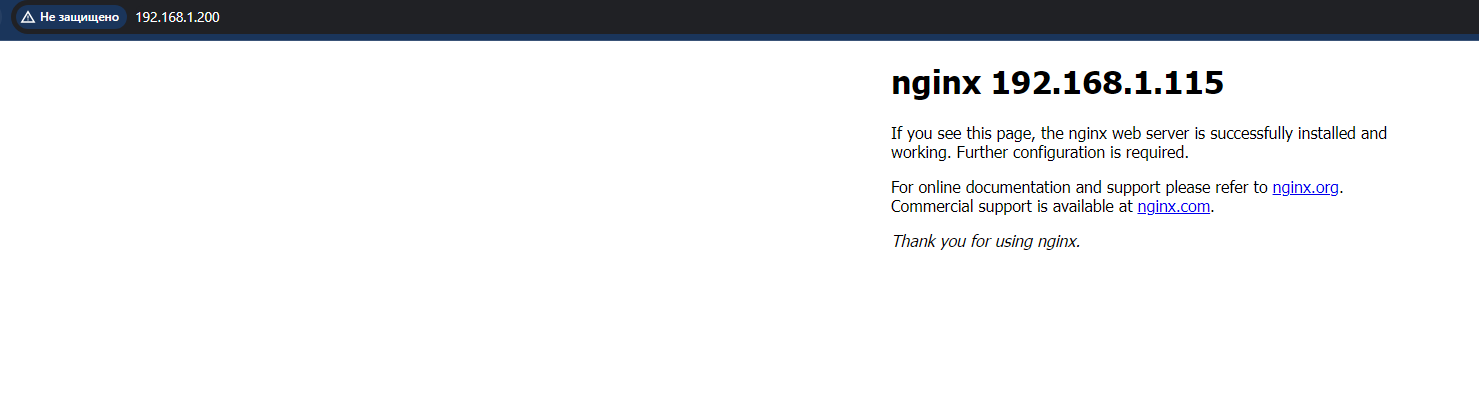 Не защищено 192.168.1.200
nginx 192.168.1.115
If you see this page, the nginx web server is successfully installed and
working. Further configuration is required.
For online documentation and support please refer to nginx.org.
Commercial support is available at nginx.com.
Thank you for using nginx.